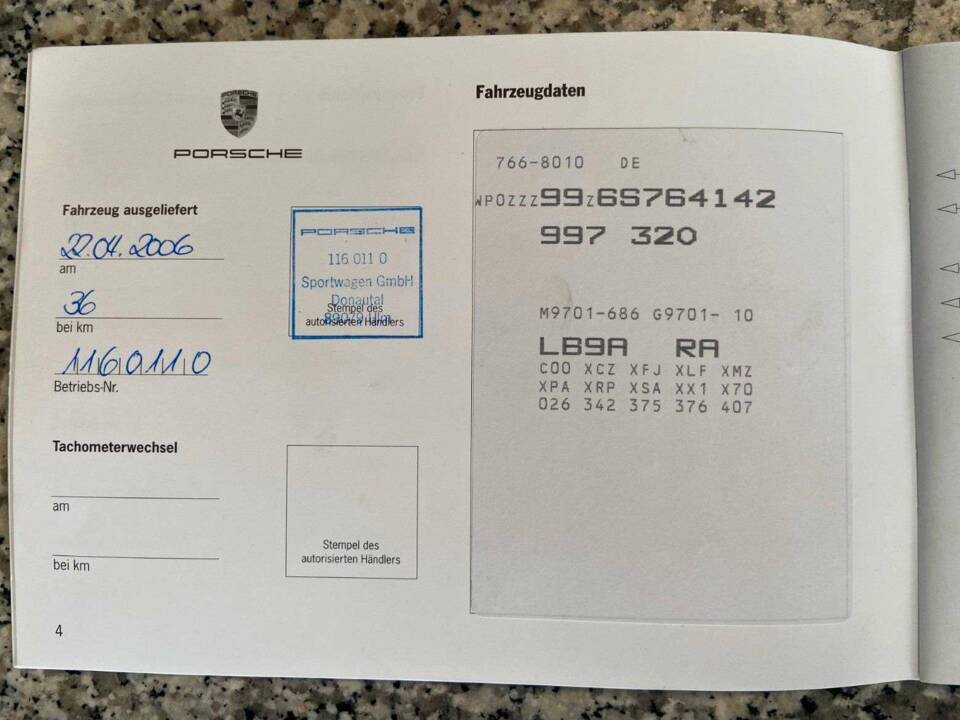 PORSCHE
Fahrzeug ausgeliefert
22.04.2006
am
36
bei km
1160110
Betriebs-Nr.
PORSCHE
116 011 0
Sportwagen GmbH
Donautal
89079 Ulm
Stempel des
autorisierten Händlers
Tachometerwechsel
am
bei km
Stempel des
autorisierten Händlers
4
Fahrzeugdaten
766-8010 DE
WP0ZZZ99Z6S764142
997 320
M9701-686 G9701- 10
LB9A RA
C00 XCZ XFJ XLF XMZ
XPA XRP XSA XX1 X70
026 342 375 376 407